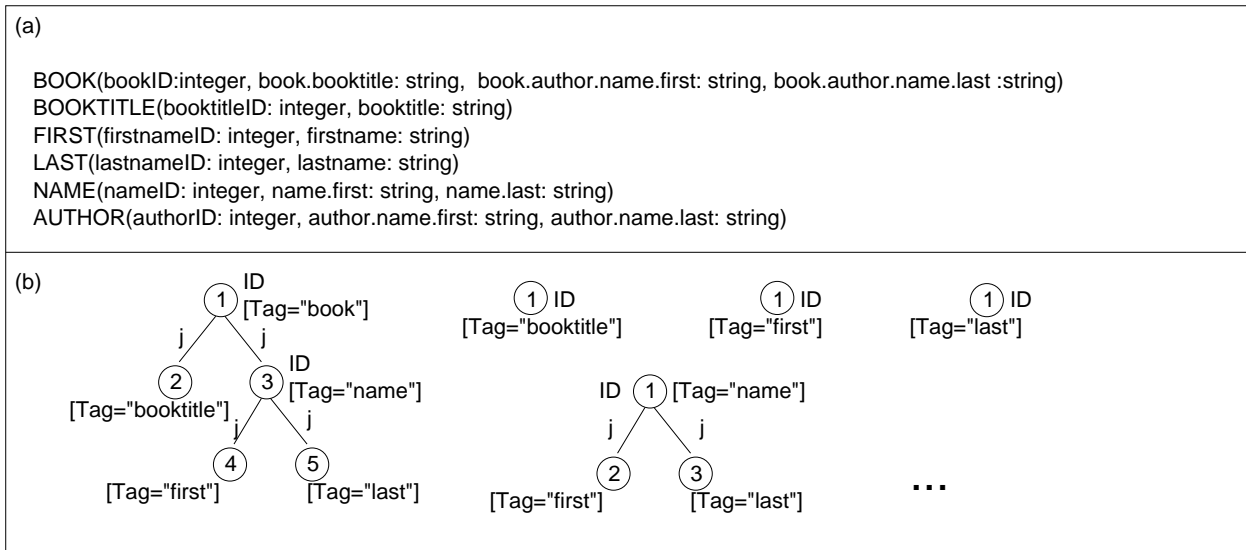 (a)
BOOK(bookID:integer, book.booktitle: string, book.author.name.first: string, book.author.name.last :string)
BOOKTITLE(booktitleID: integer, booktitle: string)
FIRST(firstnameID: integer, firstname: string)
LAST(lastnameID: integer, lastname: string)
NAME(nameID: integer, name.first: string, name.last: string)
AUTHOR(authorID: integer, author.name.first: string, author.name.last: string)
(b)
1 ID
[Tag="book"]
j j
2
[Tag="booktitle"]
3 ID
[Tag="name"]
j j
4
[Tag="first"]
5
[Tag="last"]
1 ID
[Tag="booktitle"]
1 ID
[Tag="first"]
1 ID
[Tag="last"]
ID 1 [Tag="name"]
j j
2
[Tag="first"]
3
[Tag="last"]
...